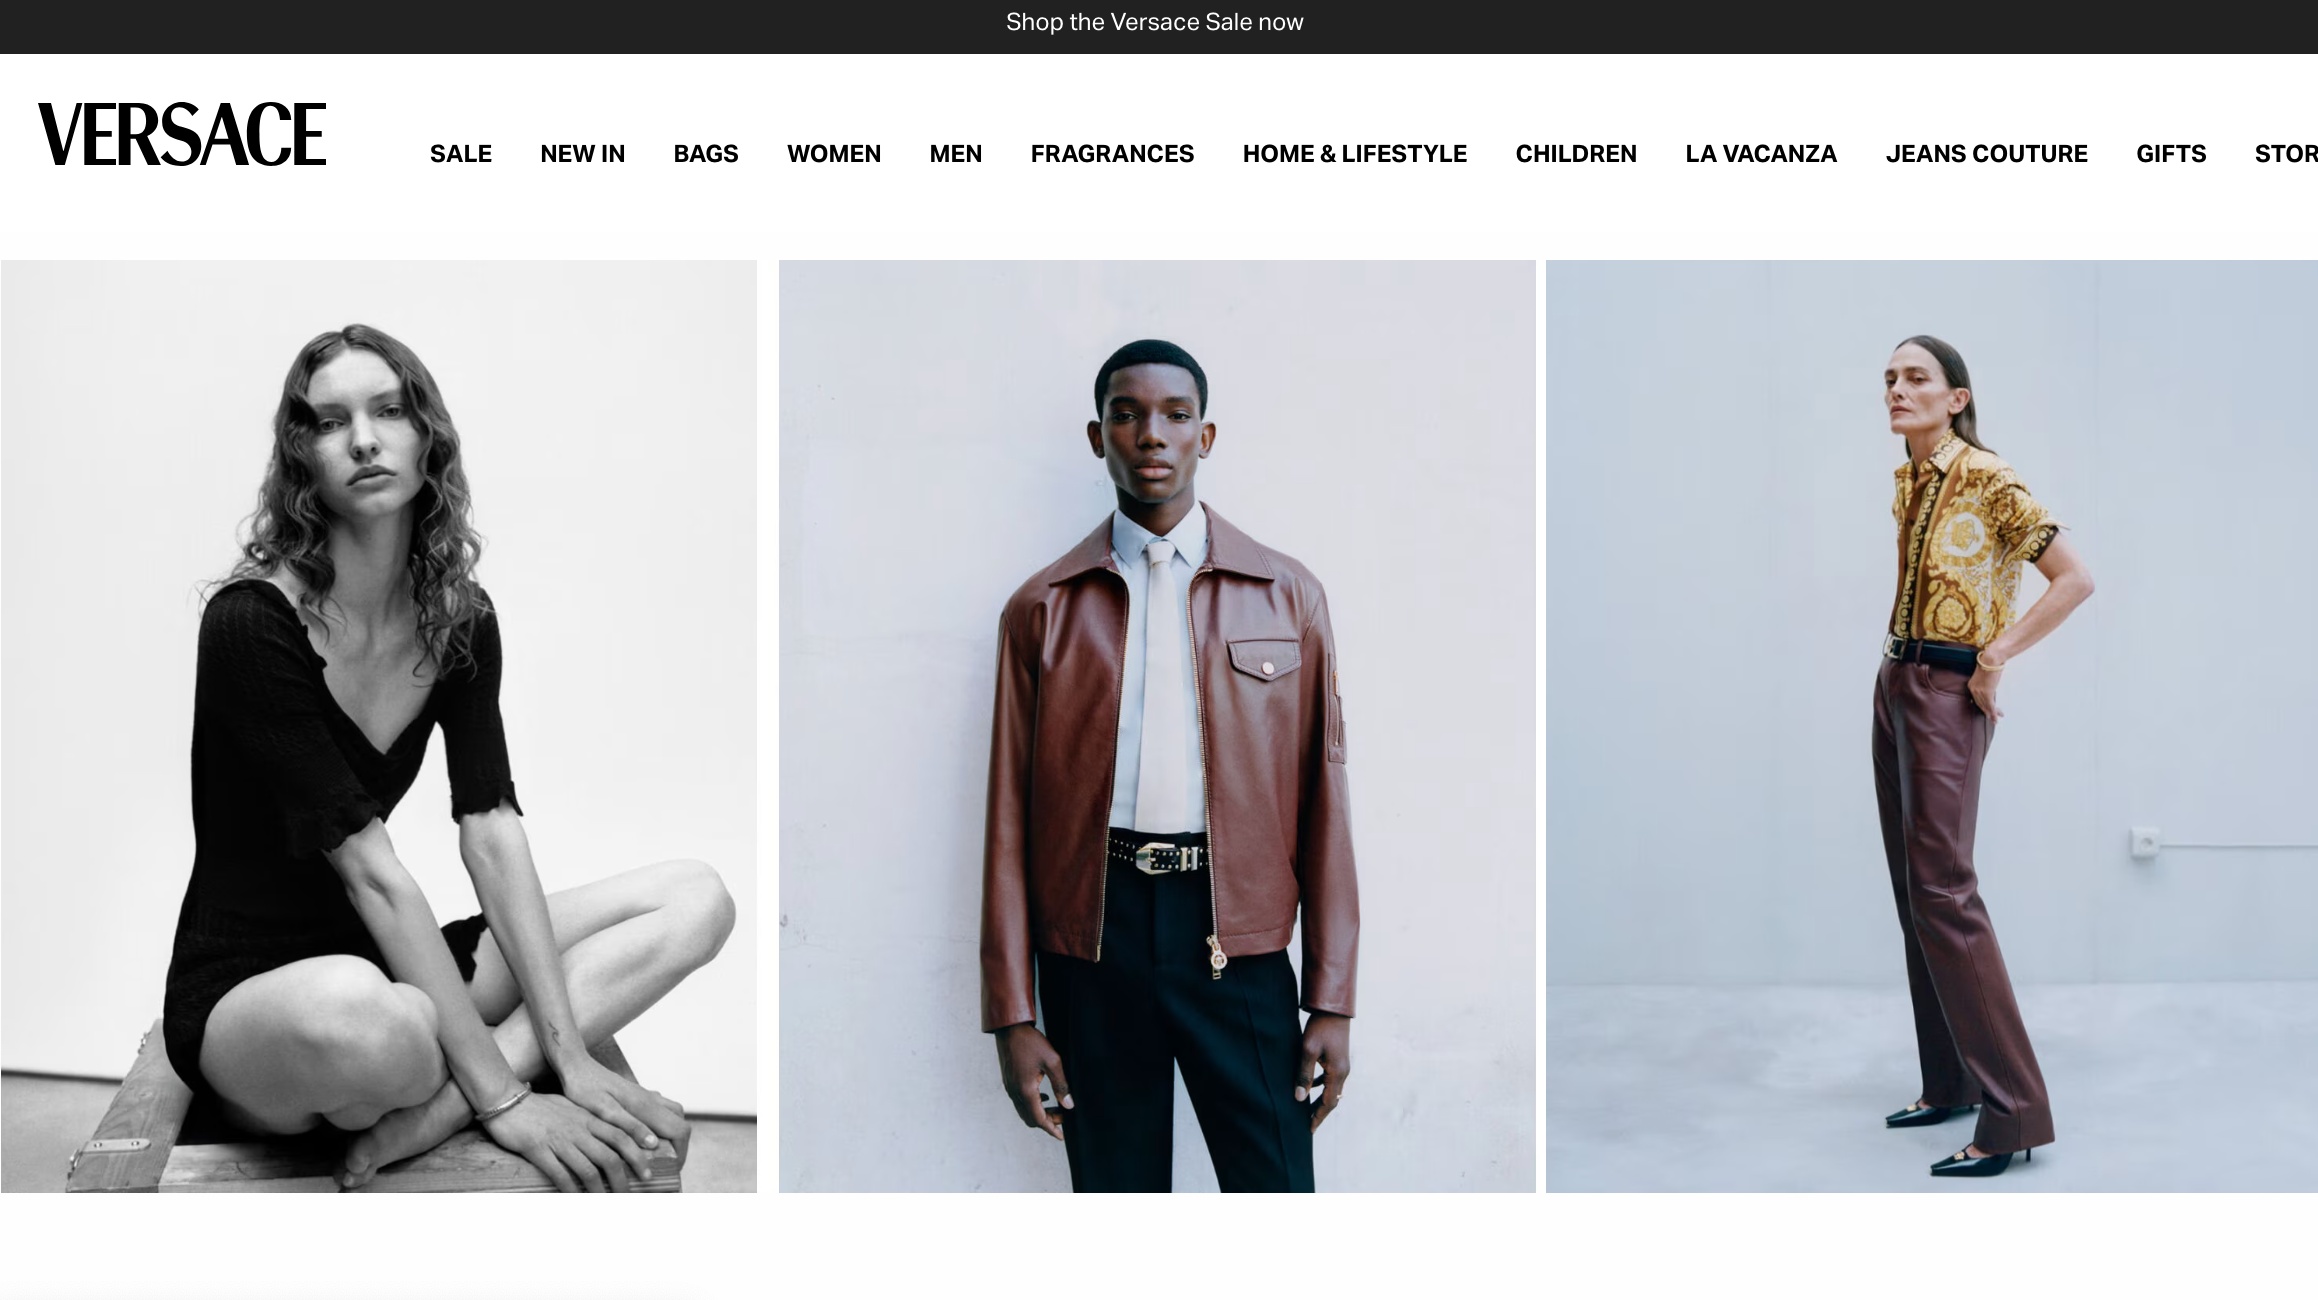 Shop the Versace Sale now
VERSACE
SALE NEW IN BAGS WOMEN MEN FRAGRANCES HOME & LIFESTYLE CHILDREN LA VACANZA JEANS COUTURE GIFTS STOR